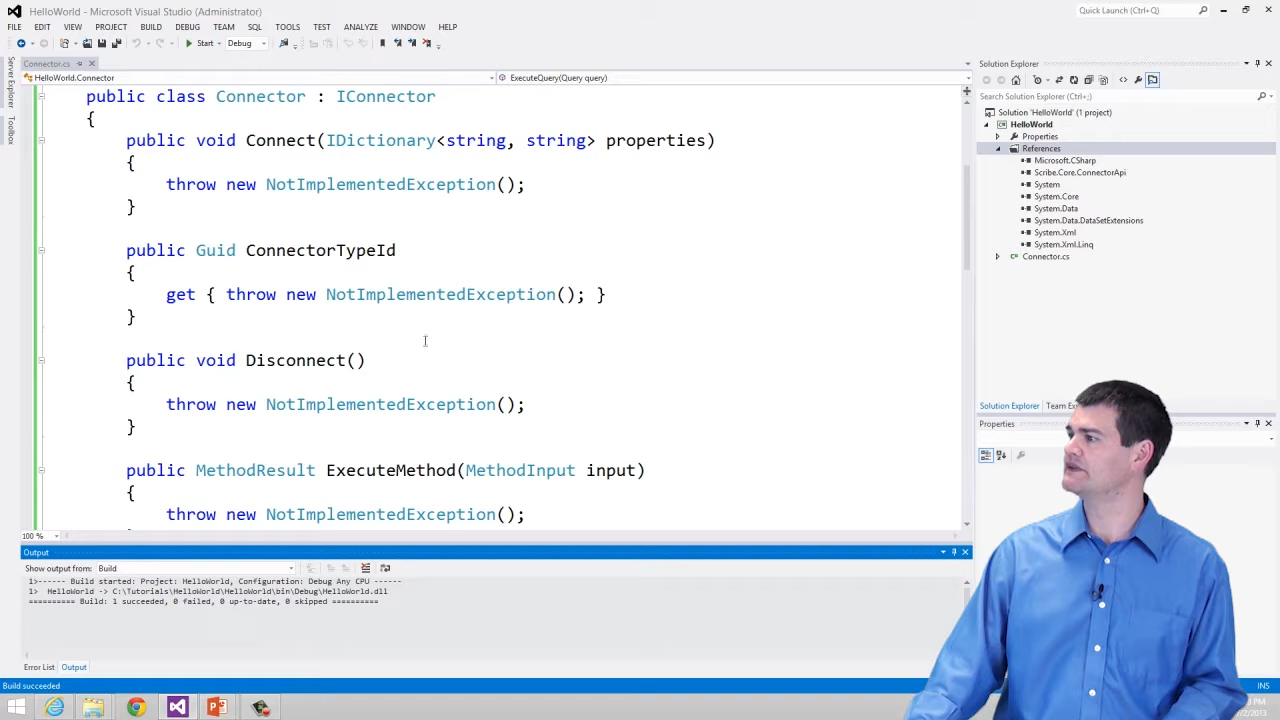 HelloWorld - Microsoft Visual Studio (Administrator)
Quick Launch (Ctrl+Q)
FILE EDIT VIEW PROJECT BUILD DEBUG TEAM SQL TOOLS TEST ANALYZE WINDOW HELP
Start Debug
Server Explorer
Toolbox
Connector.cs
HelloWorld.Connector
ExecuteQuery(Query query)
public class Connector : IConnector
{
public void Connect(IDictionary<string, string> properties)
{
throw new NotImplementedException();
}
public Guid ConnectorTypeId
{
get { throw new NotImplementedException(); }
}
public void Disconnect()
{
throw new NotImplementedException();
}
public MethodResult ExecuteMethod(MethodInput input)
{
throw new NotImplementedException();
100 %
Output
Show output from: Build
1>------ Build started: Project: HelloWorld, Configuration: Debug Any CPU ------
1> HelloWorld -> C:\Tutorials\HelloWorld\HelloWorld\bin\Debug\HelloWorld.dll
========== Build: 1 succeeded, 0 failed, 0 up-to-date, 0 skipped ==========
Error List Output
Build succeeded
INS
Solution Explorer
Search Solution Explorer (Ctrl+;)
Solution 'HelloWorld' (1 project)
HelloWorld
Properties
References
Microsoft.CSharp
Scribe.Core.ConnectorApi
System
System.Core
System.Data
System.Data.DataSetExtensions
System.Xml
System.Xml.Linq
Connector.cs
Solution Explorer Team
Properties